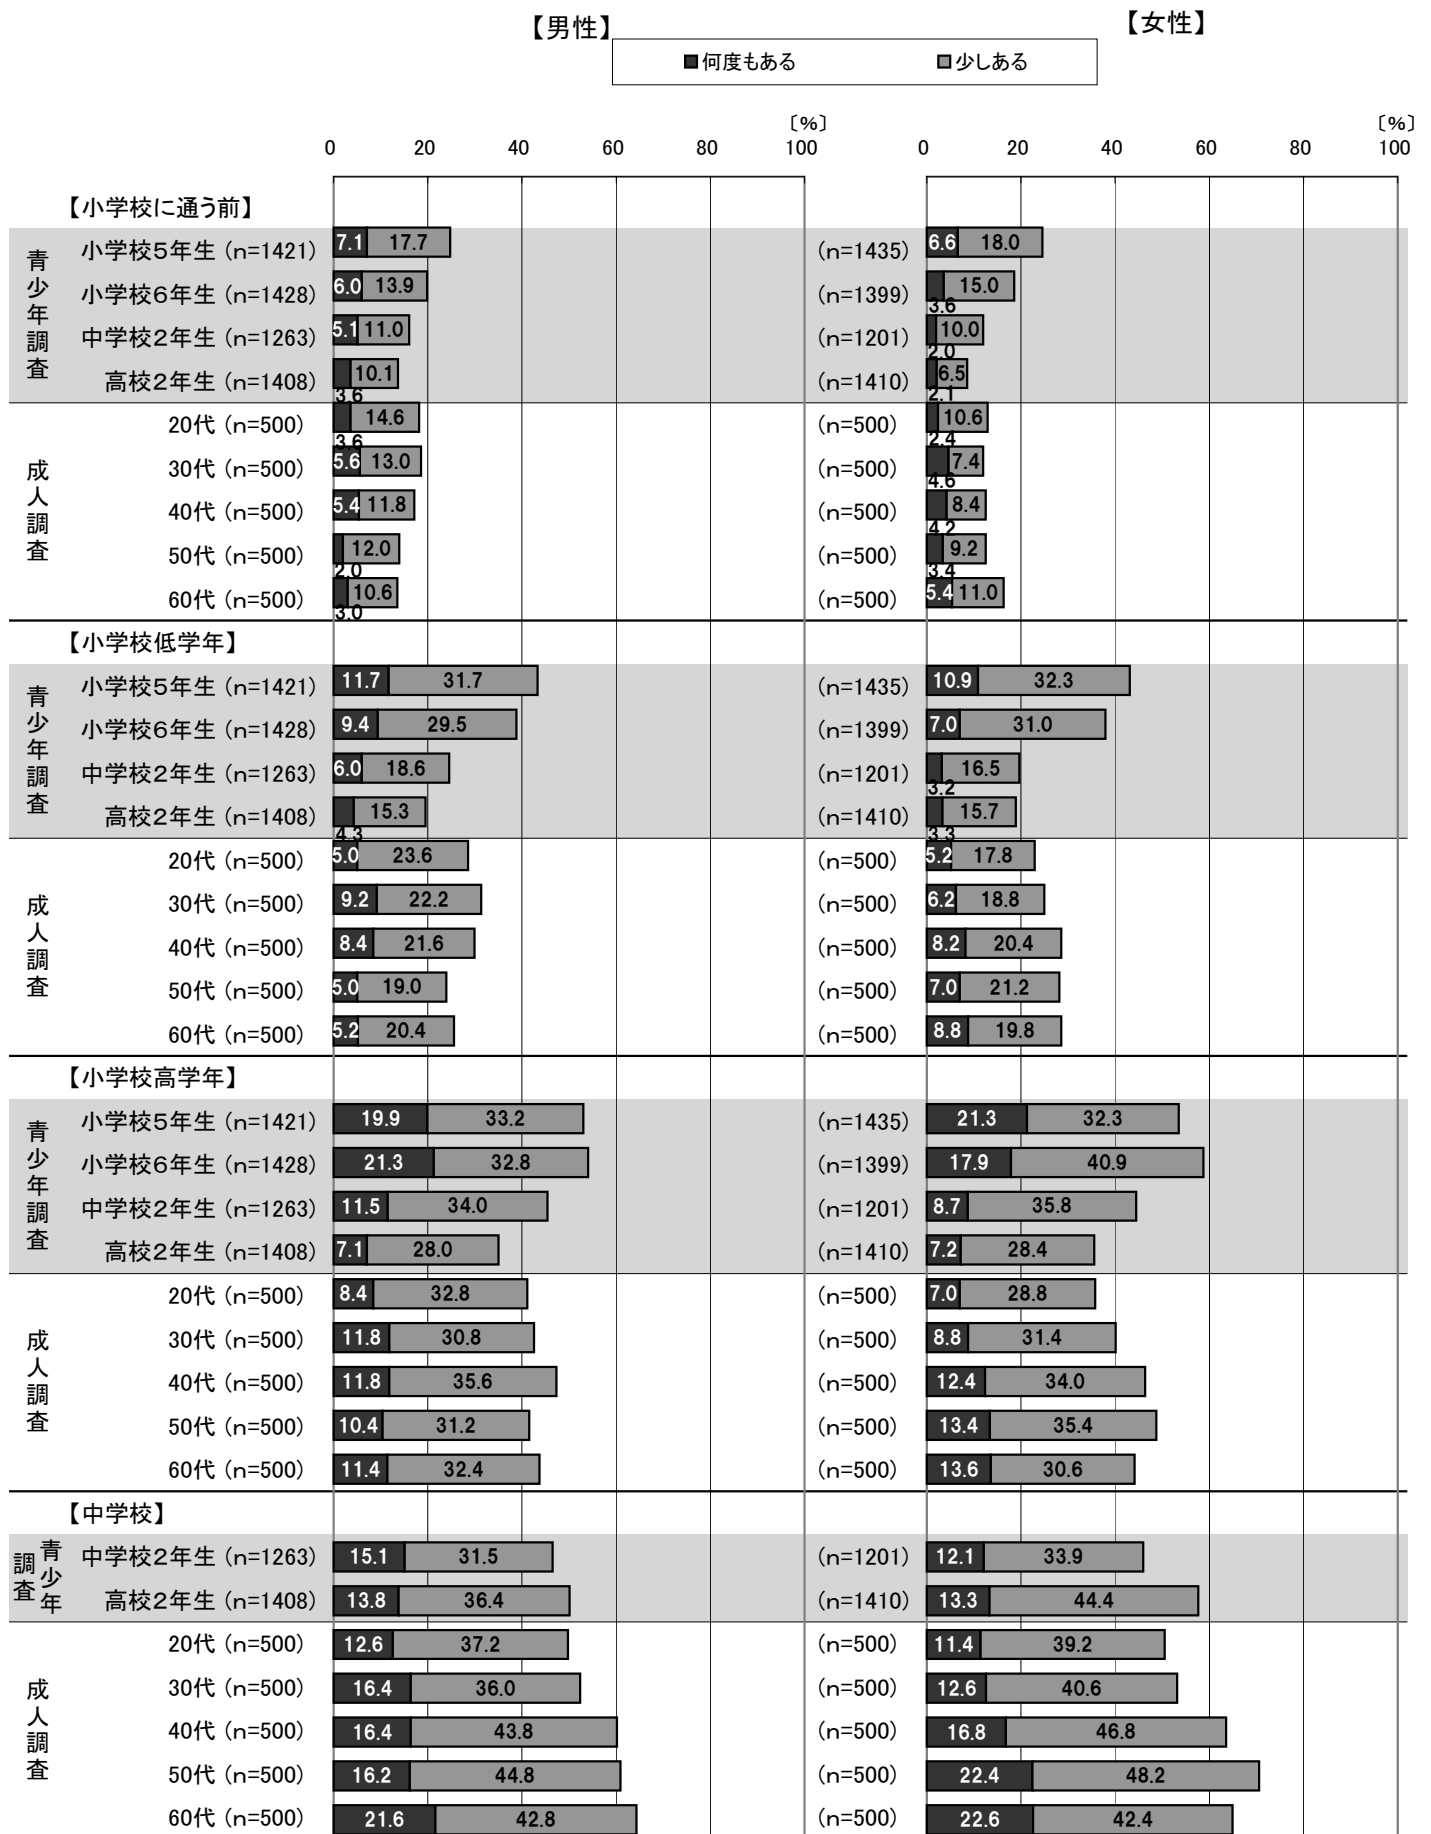 【男性】
【女性】
■何度もある ■少しある
〔%〕
〔%〕
0 20 40 60 80 100 0 20 40 60 80 100
【小学校に通う前】
青少年調査
小学校5年生 (n=1421) 7.1 17.7 (n=1435) 6.6 18.0
小学校6年生 (n=1428) 6.0 13.9 (n=1399) 3.6 15.0
中学校2年生 (n=1263) 5.1 11.0 (n=1201) 2.0 10.0
高校2年生 (n=1408) 3.6 10.1 (n=1410) 2.1 6.5
成人調査
20代 (n=500) 3.6 14.6 (n=500) 2.4 10.6
30代 (n=500) 5.6 13.0 (n=500) 4.6 7.4
40代 (n=500) 5.4 11.8 (n=500) 4.2 8.4
50代 (n=500) 2.0 12.0 (n=500) 3.4 9.2
60代 (n=500) 3.0 10.6 (n=500) 5.4 11.0
【小学校低学年】
青少年調査
小学校5年生 (n=1421) 11.7 31.7 (n=1435) 10.9 32.3
小学校6年生 (n=1428) 9.4 29.5 (n=1399) 7.0 31.0
中学校2年生 (n=1263) 6.0 18.6 (n=1201) 3.2 16.5
高校2年生 (n=1408) 4.3 15.3 (n=1410) 3.3 15.7
成人調査
20代 (n=500) 5.0 23.6 (n=500) 5.2 17.8
30代 (n=500) 9.2 22.2 (n=500) 6.2 18.8
40代 (n=500) 8.4 21.6 (n=500) 8.2 20.4
50代 (n=500) 5.0 19.0 (n=500) 7.0 21.2
60代 (n=500) 5.2 20.4 (n=500) 8.8 19.8
【小学校高学年】
青少年調査
小学校5年生 (n=1421) 19.9 33.2 (n=1435) 21.3 32.3
小学校6年生 (n=1428) 21.3 32.8 (n=1399) 17.9 40.9
中学校2年生 (n=1263) 11.5 34.0 (n=1201) 8.7 35.8
高校2年生 (n=1408) 7.1 28.0 (n=1410) 7.2 28.4
成人調査
20代 (n=500) 8.4 32.8 (n=500) 7.0 28.8
30代 (n=500) 11.8 30.8 (n=500) 8.8 31.4
40代 (n=500) 11.8 35.6 (n=500) 12.4 34.0
50代 (n=500) 10.4 31.2 (n=500) 13.4 35.4
60代 (n=500) 11.4 32.4 (n=500) 13.6 30.6
【中学校】
青少年調査
中学校2年生 (n=1263) 15.1 31.5 (n=1201) 12.1 33.9
高校2年生 (n=1408) 13.8 36.4 (n=1410) 13.3 44.4
成人調査
20代 (n=500) 12.6 37.2 (n=500) 11.4 39.2
30代 (n=500) 16.4 36.0 (n=500) 12.6 40.6
40代 (n=500) 16.4 43.8 (n=500) 16.8 46.8
50代 (n=500) 16.2 44.8 (n=500) 22.4 48.2
60代 (n=500) 21.6 42.8 (n=500) 22.6 42.4